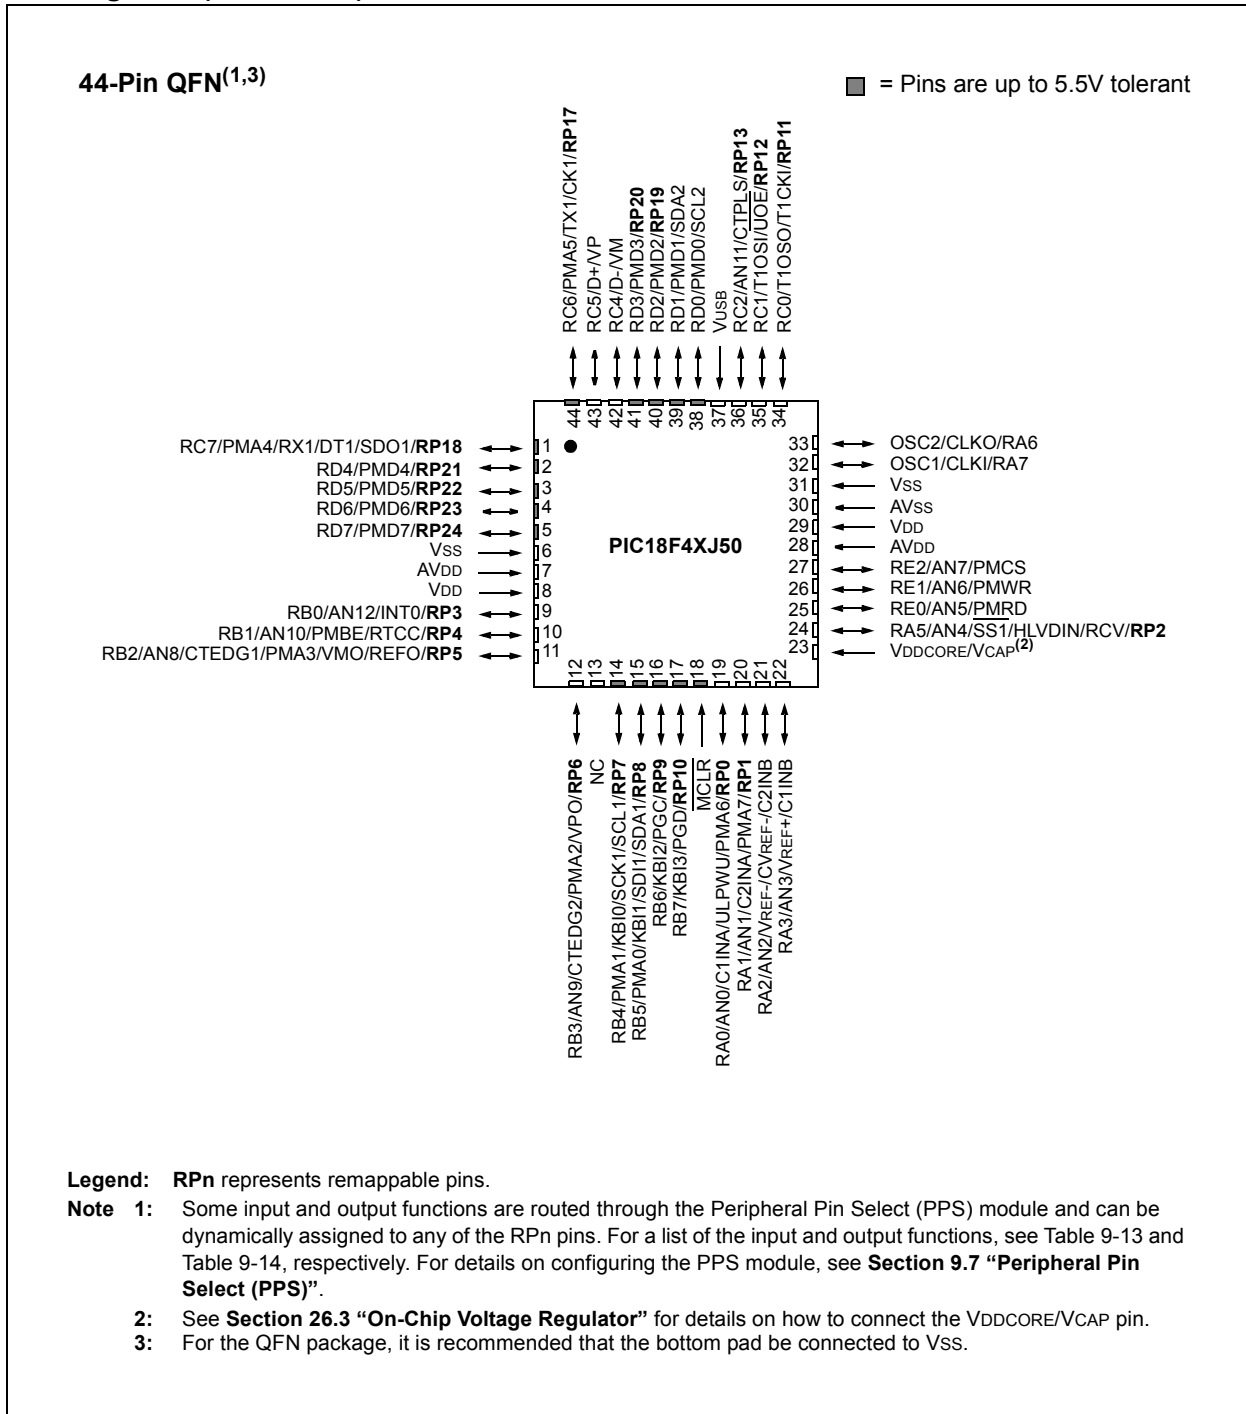 44-Pin QFN(1,3)
= Pins are up to 5.5V tolerant
RC6/PMA5/TX1/CK1/RP17
RC5/D+/VP
RC4/D-/VM
RD3/PMD3/RP20
RD2/PMD2/RP19
RD1/PMD1/SDA2
RD0/PMD0/SCL2
VUSB
RC2/AN11/CTPLS/RP13
RC1/T1OSI/UOE/RP12
RC0/T1OSO/T1CKI/RP11
44 43 42 41 40 39 38 37 36 35 34
RC7/PMA4/RX1/DT1/SDO1/RP18 1
RD4/PMD4/RP21 2
RD5/PMD5/RP22 3
RD6/PMD6/RP23 4
RD7/PMD7/RP24 5
VSS 6
AVDD 7
VDD 8
RB0/AN12/INT0/RP3 9
RB1/AN10/PMBE/RTCC/RP4 10
RB2/AN8/CTEDG1/PMA3/VMO/REFO/RP5 11
PIC18F4XJ50
33 OSC2/CLKO/RA6
32 OSC1/CLKI/RA7
31 VSS
30 AVSS
29 VDD
28 AVDD
27 RE2/AN7/PMCS
26 RE1/AN6/PMWR
25 RE0/AN5/PMRD
24 RA5/AN4/SS1/HLVDIN/RCV/RP2
23 VDDCORE/VCAP(2)
12 13 14 15 16 17 18 19 20 21 22
RB3/AN9/CTEDG2/PMA2/VPO/RP6
NC
RB4/PMA1/KBI0/SCK1/SCL1/RP7
RB5/PMA0/KBI1/SDI1/SDA1/RP8
RB6/KBI2/PGC/RP9
RB7/KBI3/PGD/RP10
MCLR
RA0/AN0/C1INA/ULPWU/PMA6/RP0
RA1/AN1/C2INA/PMA7/RP1
RA2/AN2/VREF-/CVREF-/C2INB
RA3/AN3/VREF+/C1INB
Legend: RPn represents remappable pins.
Note 1: Some input and output functions are routed through the Peripheral Pin Select (PPS) module and can be
dynamically assigned to any of the RPn pins. For a list of the input and output functions, see Table 9-13 and
Table 9-14, respectively. For details on configuring the PPS module, see Section 9.7 “Peripheral Pin
Select (PPS)”.
2: See Section 26.3 “On-Chip Voltage Regulator” for details on how to connect the VDDCORE/VCAP pin.
3: For the QFN package, it is recommended that the bottom pad be connected to VSS.